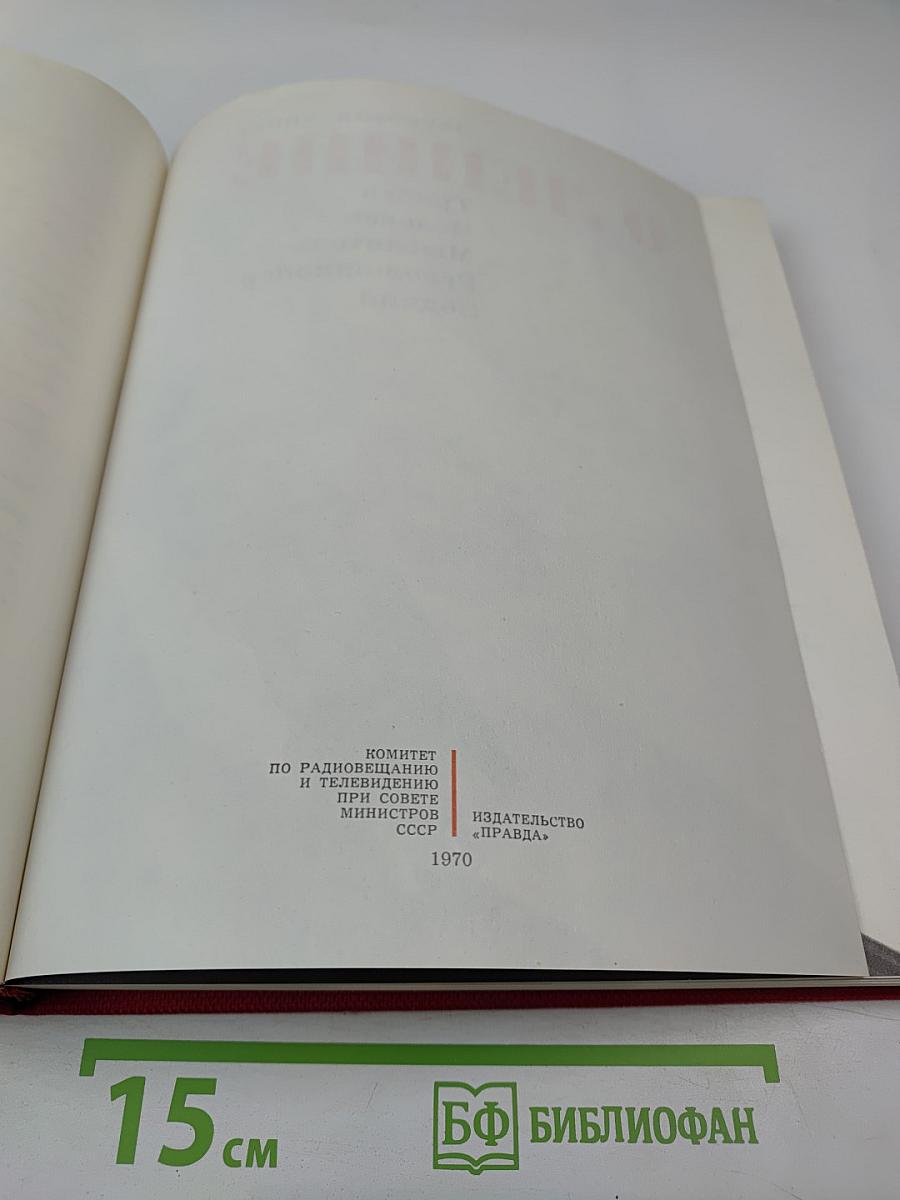 КОМИТЕТ
ПО РАДИОВЕЩАНИЮ
И ТЕЛЕВИДЕНИЮ
ПРИ СОВЕТЕ
МИНИСТРОВ
СССР
ИЗДАТЕЛЬСТВО
«ПРАВДА»
1970
15 см
БФ БИБЛИОФАН